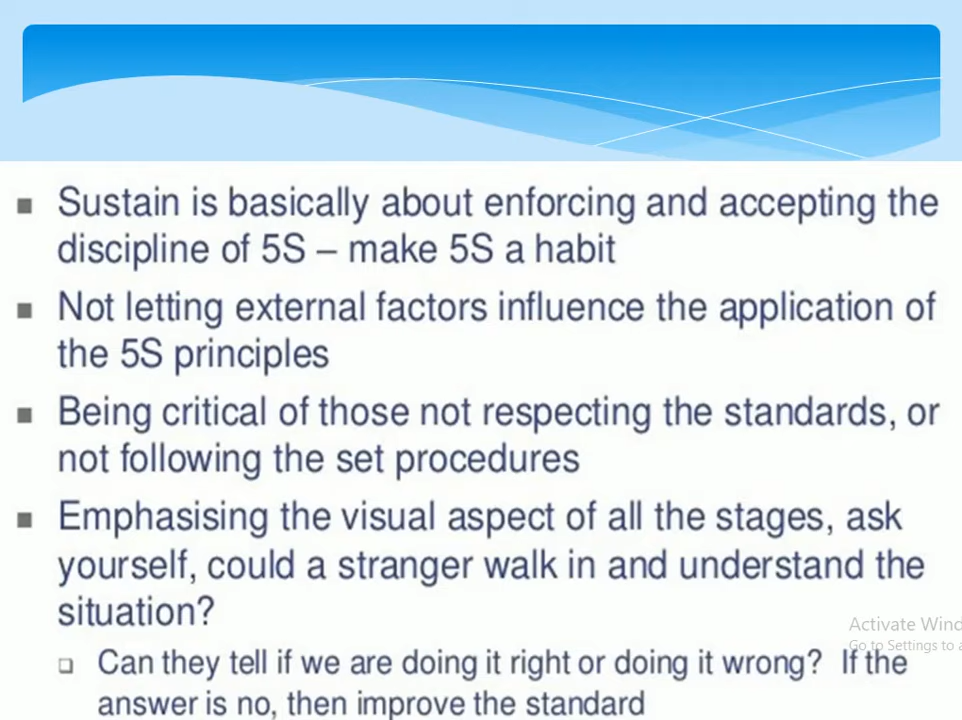 Sustain is basically about enforcing and accepting the
discipline of 5S – make 5S a habit
Not letting external factors influence the application of
the 5S principles
Being critical of those not respecting the standards, or
not following the set procedures
Emphasising the visual aspect of all the stages, ask
yourself, could a stranger walk in and understand the
situation?
Activate Wind
Go to Settings to a
Can they tell if we are doing it right or doing it wrong? If the
answer is no, then improve the standard